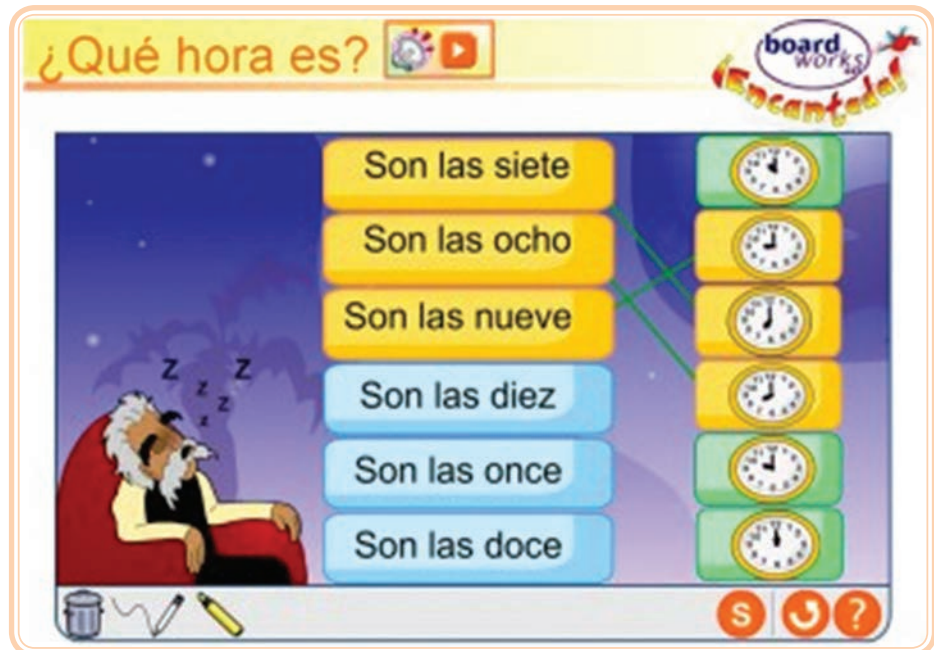 ¿Qué hora es?
board
works
¡Encantada!
Son las siete
Son las ocho
Son las nueve
Son las diez
Son las once
Son las doce
z z
z z
z
S ?